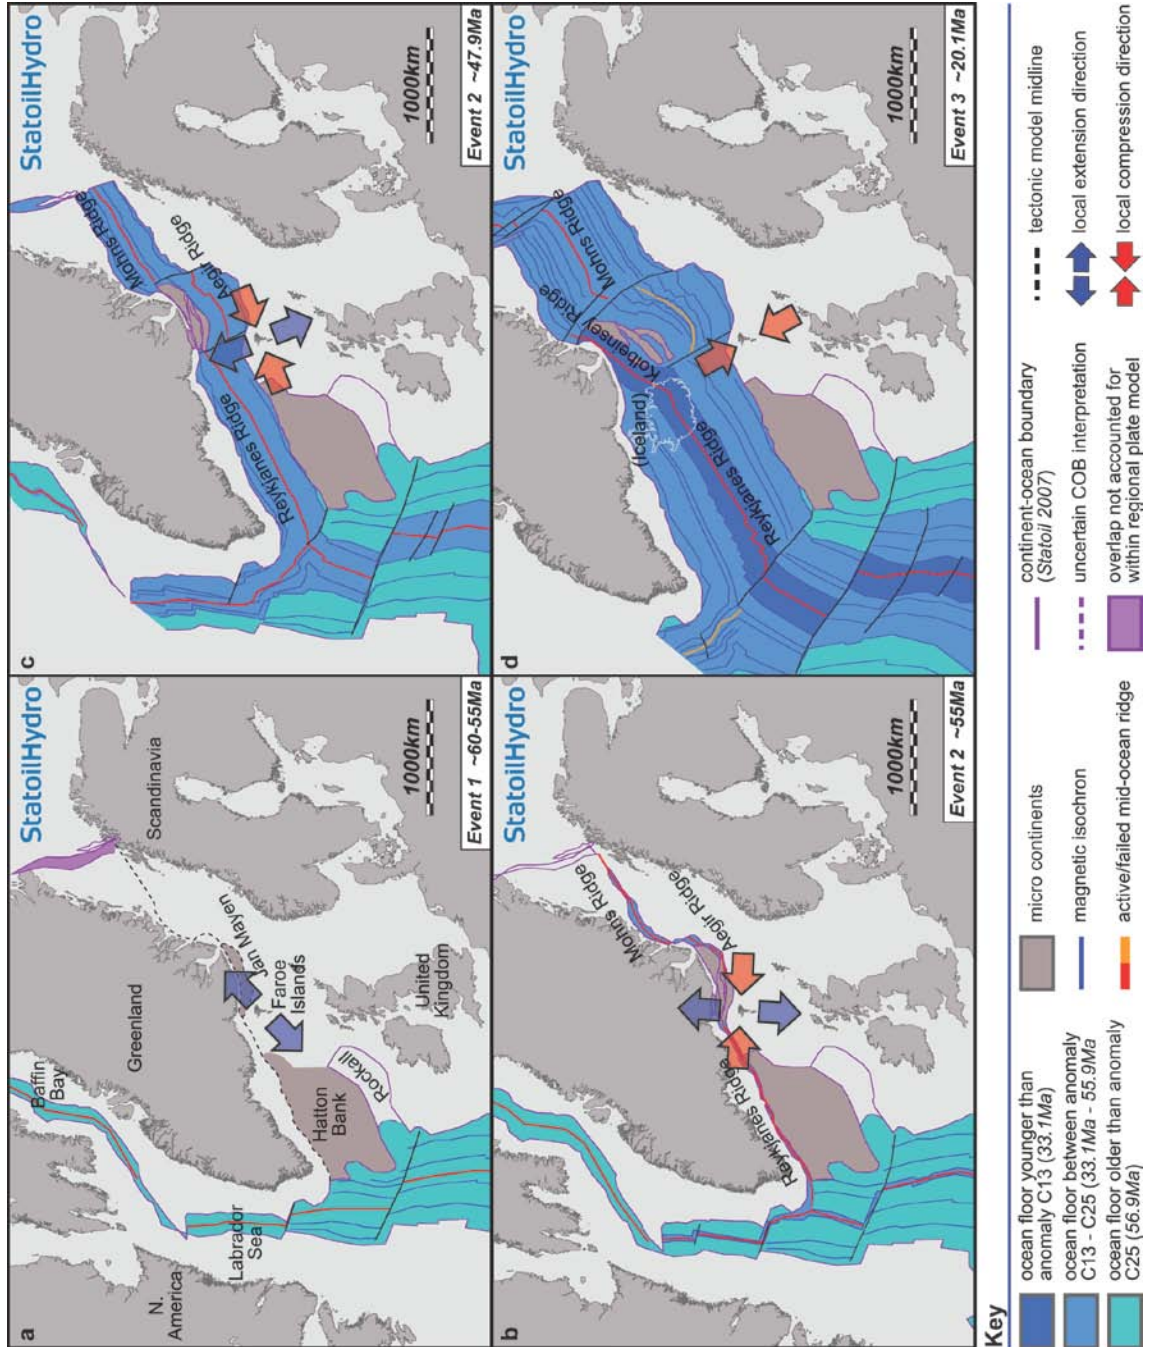 a
StatoilHydro
Baffin
Bay
Greenland
Scandinavia
Jan Mayen
Faroe
Islands
Labrador
Sea
N.
America
Hatton
Bank
Rockall
United
Kingdom
1000km
Event 1 ~60-55Ma
b
StatoilHydro
Mohns Ridge
Aegir Ridge
Reykjanes Ridge
1000km
Event 2 ~55Ma
c
StatoilHydro
Mohns Ridge
Aegir Ridge
Reykjanes Ridge
1000km
Event 2 ~47.9Ma
d
StatoilHydro
Mohns Ridge
Kolbeinsey Ridge
(Iceland)
Reykjanes Ridge
1000km
Event 3 ~20.1Ma
Key
ocean floor younger than
anomaly C13 (33.1Ma)
ocean floor between anomaly
C13 - C25 (33.1Ma - 55.9Ma
ocean floor older than anomaly
C25 (56.9Ma)
micro continents
magnetic isochron
active/failed mid-ocean ridge
continent-ocean boundary
(Statoil 2007)
uncertain COB interpretation
overlap not accounted for
within regional plate model
tectonic model midline
local extension direction
local compression direction